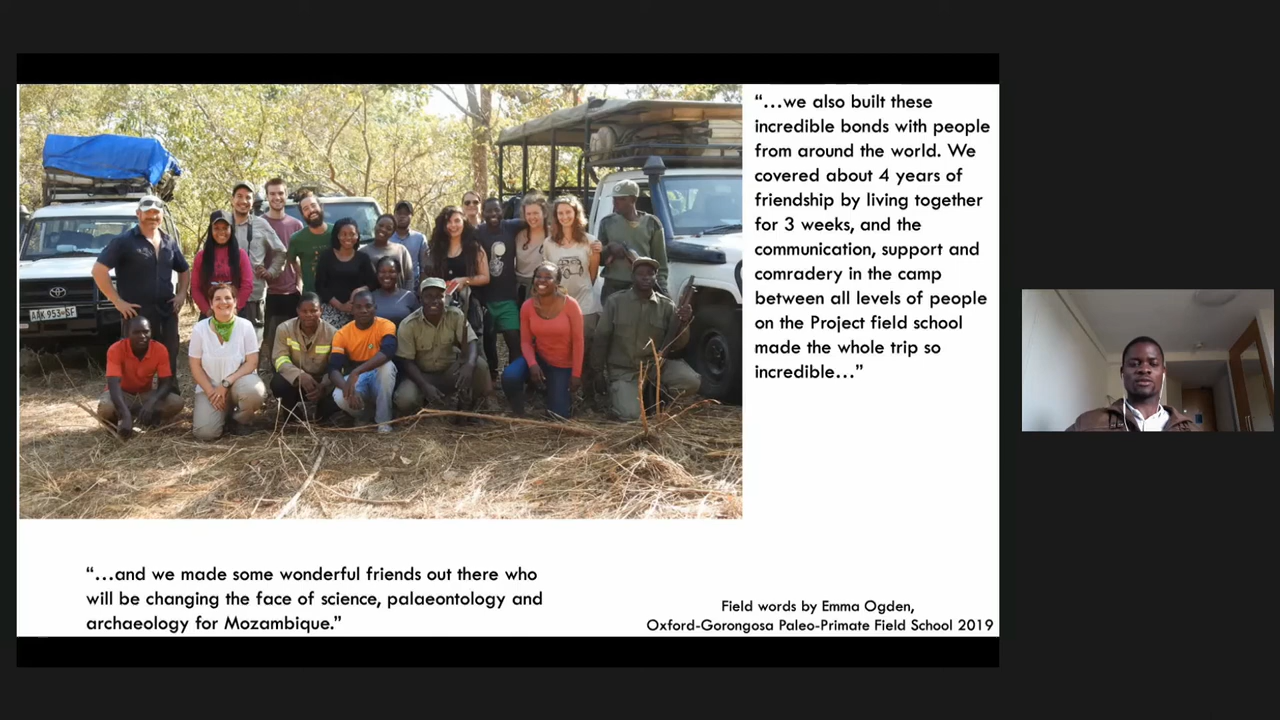 “…we also built these
incredible bonds with people
from around the world. We
covered about 4 years of
friendship by living together
for 3 weeks, and the
communication, support and
comradery in the camp
between all levels of people
on the Project field school
made the whole trip so
incredible…”
AAK 953-SF
“…and we made some wonderful friends out there who
will be changing the face of science, palaeontology and
archaeology for Mozambique.”
Field words by Emma Ogden,
Oxford-Gorongosa Paleo-Primate Field School 2019